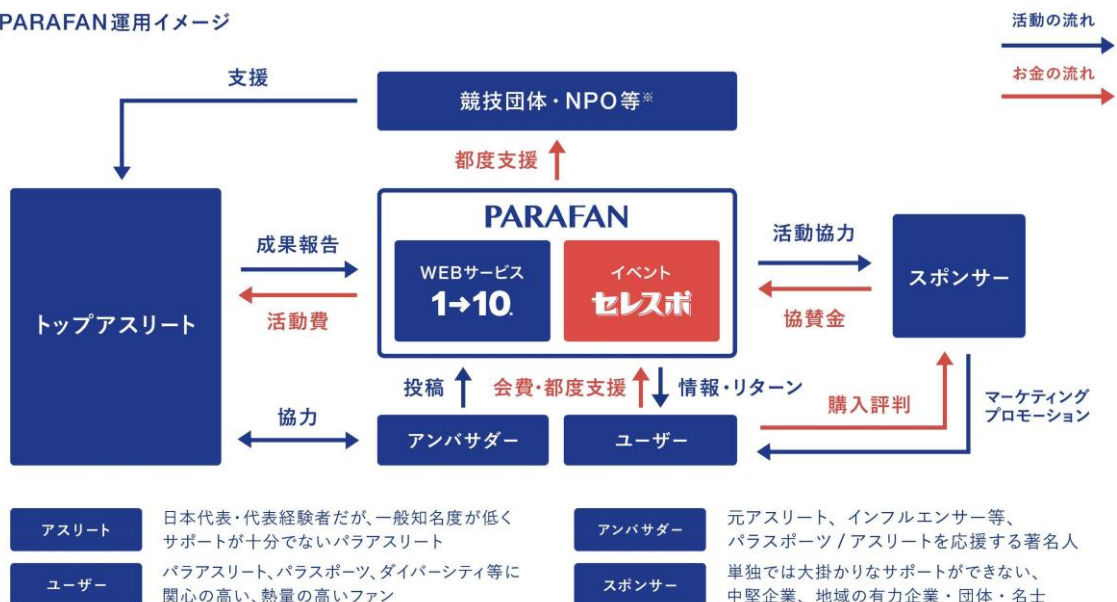 PARAFAN運用イメージ
活動の流れ
お金の流れ
支援
競技団体・NPO等※
都度支援
PARAFAN
WEBサービス
1→10.
イベント
セレスポ
成果報告
活動費
トップアスリート
活動協力
協賛金
スポンサー
投稿
会費・都度支援
情報・リターン
購入評判
マーケティング
プロモーション
協力
アンバサダー
ユーザー
アスリート
日本代表・代表経験者だが、一般知名度が低く
サポートが十分でないパラアスリート
アンバサダー
元アスリート、インフルエンサー等、
パラスポーツ / アスリートを応援する著名人
ユーザー
パラアスリート、パラスポーツ、ダイバーシティ等に
関心の高い、熱量の高いファン
スポンサー
単独では大掛かりなサポートができない、
中堅企業、地域の有力企業・団体・名士